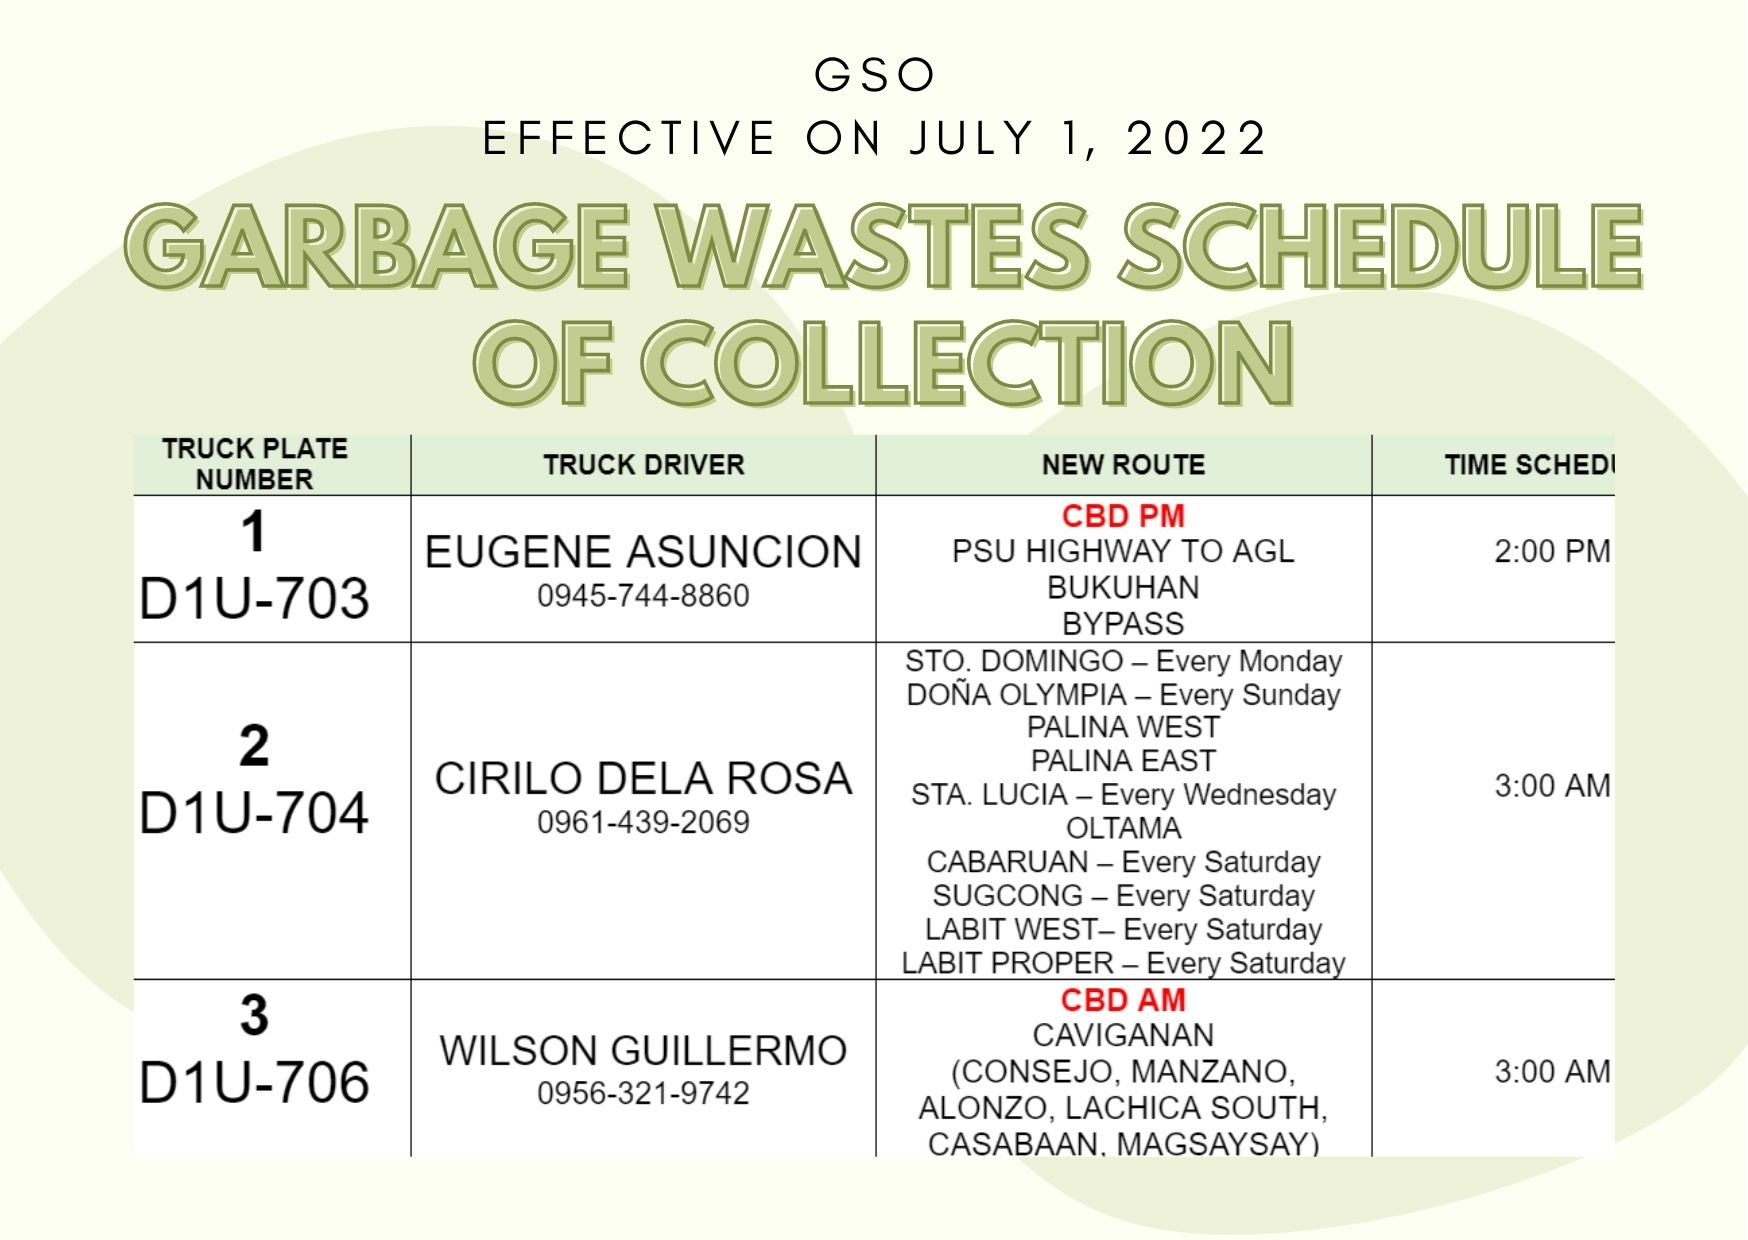 GSO
EFFECTIVE ON JULY 1, 2022
GARBAGE WASTES SCHEDULE
OF COLLECTION
TRUCK PLATE
NUMBER
TRUCK DRIVER
NEW ROUTE
TIME SCHEDU
1
D1U-703
EUGENE ASUNCION
0945-744-8860
CBD PM
PSU HIGHWAY TO AGL
BUKUHAN
BYPASS
2:00 PM
2
D1U-704
CIRILO DELA ROSA
0961-439-2069
STO. DOMINGO – Every Monday
DOÑA OLYMPIA – Every Sunday
PALINA WEST
PALINA EAST
STA. LUCIA – Every Wednesday
OLTAMA
CABARUAN – Every Saturday
SUGCONG – Every Saturday
LABIT WEST– Every Saturday
LABIT PROPER – Every Saturday
3:00 AM
3
D1U-706
WILSON GUILLERMO
0956-321-9742
CBD AM
CAVIGANAN
(CONSEJO, MANZANO,
ALONZO, LACHICA SOUTH,
CASABAAN, MAGSAYSAY)
3:00 AM